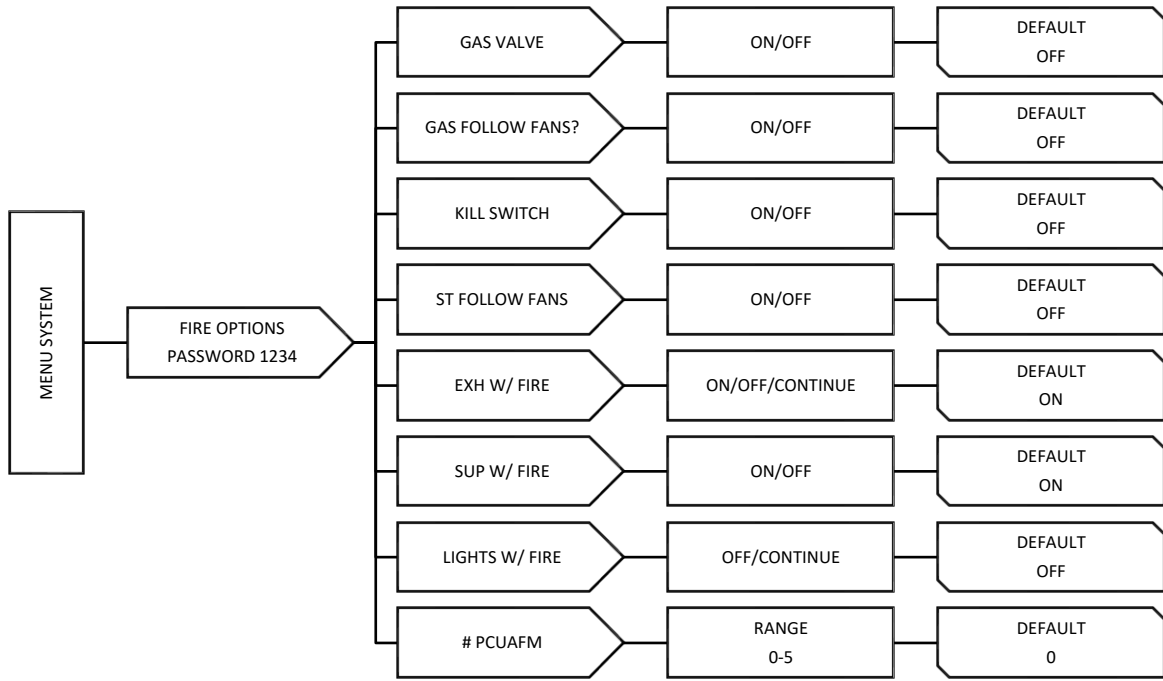 MENU SYSTEM
FIRE OPTIONS
PASSWORD 1234
GAS VALVE
ON/OFF
DEFAULT
OFF
GAS FOLLOW FANS?
ON/OFF
DEFAULT
OFF
KILL SWITCH
ON/OFF
DEFAULT
OFF
ST FOLLOW FANS
ON/OFF
DEFAULT
OFF
EXH W/ FIRE
ON/OFF/CONTINUE
DEFAULT
ON
SUP W/ FIRE
ON/OFF
DEFAULT
ON
LIGHTS W/ FIRE
OFF/CONTINUE
DEFAULT
OFF
# PCUAFM
RANGE
0-5
DEFAULT
0